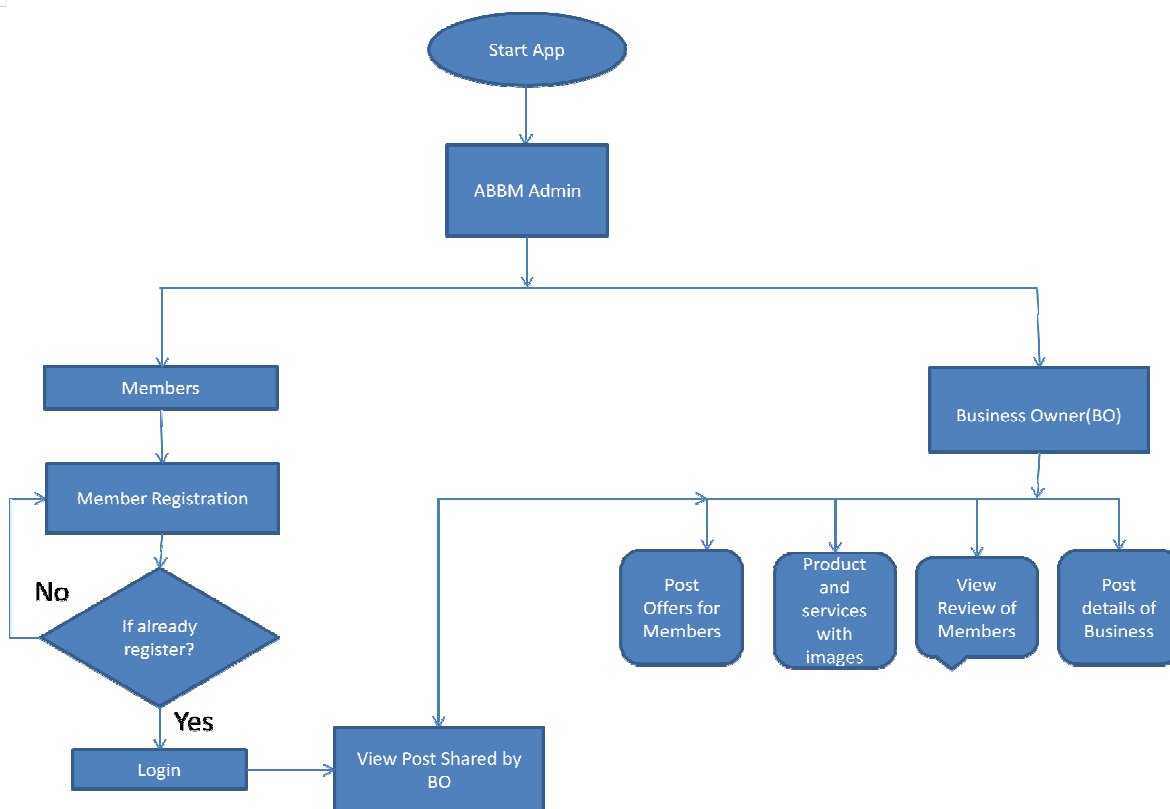 Start App
ABBM Admin
Members
Business Owner(BO)
Member Registration
No
If already
register?
Yes
Login
View Post Shared by
BO
Post
Offers for
Members
Product
and
services
with
images
View
Review of
Members
Post
details of
Business